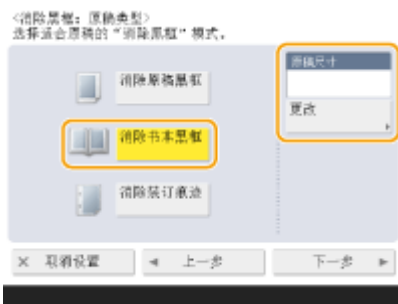 <消除黑框：原稿类型>
选择适合原稿的“消除黑框”模式。
原稿尺寸
消除原稿黑框
更改
消除书本黑框
消除装订痕迹
× 取消设置
◀ 上一步
下一步 ▶